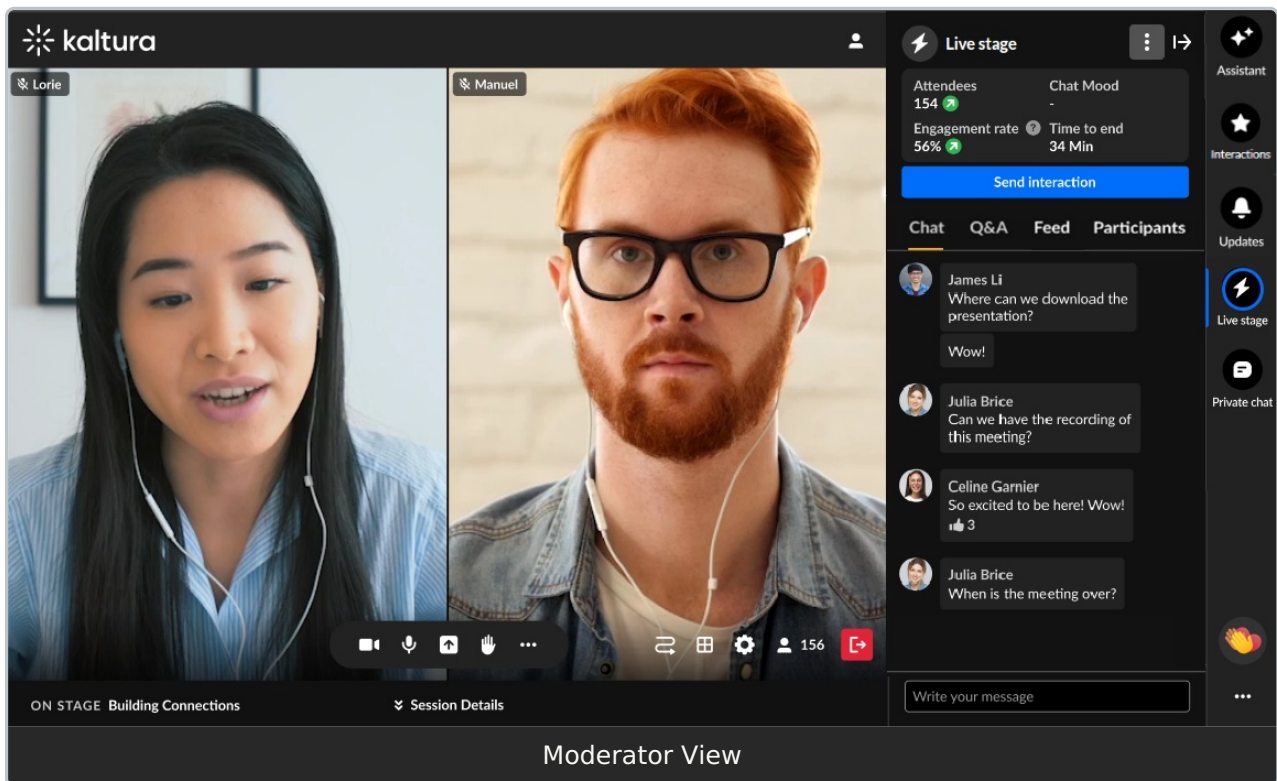 kaltura
Lorie
Manuel
156
ON STAGE Building Connections
Session Details
Live stage
Attendees
154
Chat Mood
-
Engagement rate ?
56%
Time to end
34 Min
Send interaction
Chat Q&A Feed Participants
James Li
Where can we download the
presentation?
Wow!
Julia Brice
Can we have the recording of
this meeting?
Celine Garnier
So excited to be here! Wow!
3
Julia Brice
When is the meeting over?
Write your message
Assistant
Interactions
Updates
Live stage
Private chat
Moderator View